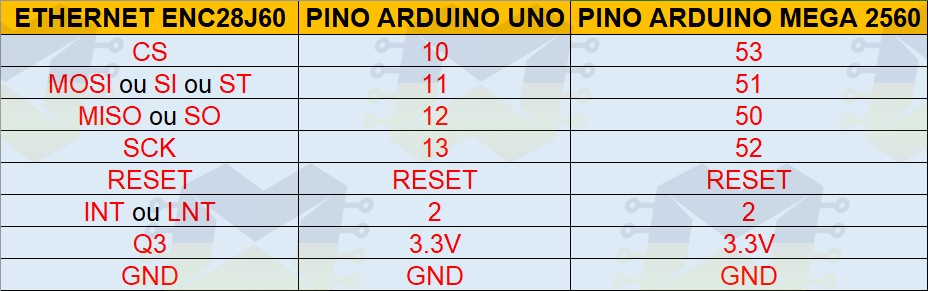 ETHERNET ENC28J60 PINO ARDUINO UNO PINO ARDUINO MEGA 2560
CS 10 53
MOSI ou SI ou ST 11 51
MISO ou SO 12 50
SCK 13 52
RESET RESET RESET
INT ou LNT 2 2
Q3 3.3V 3.3V
GND GND GND